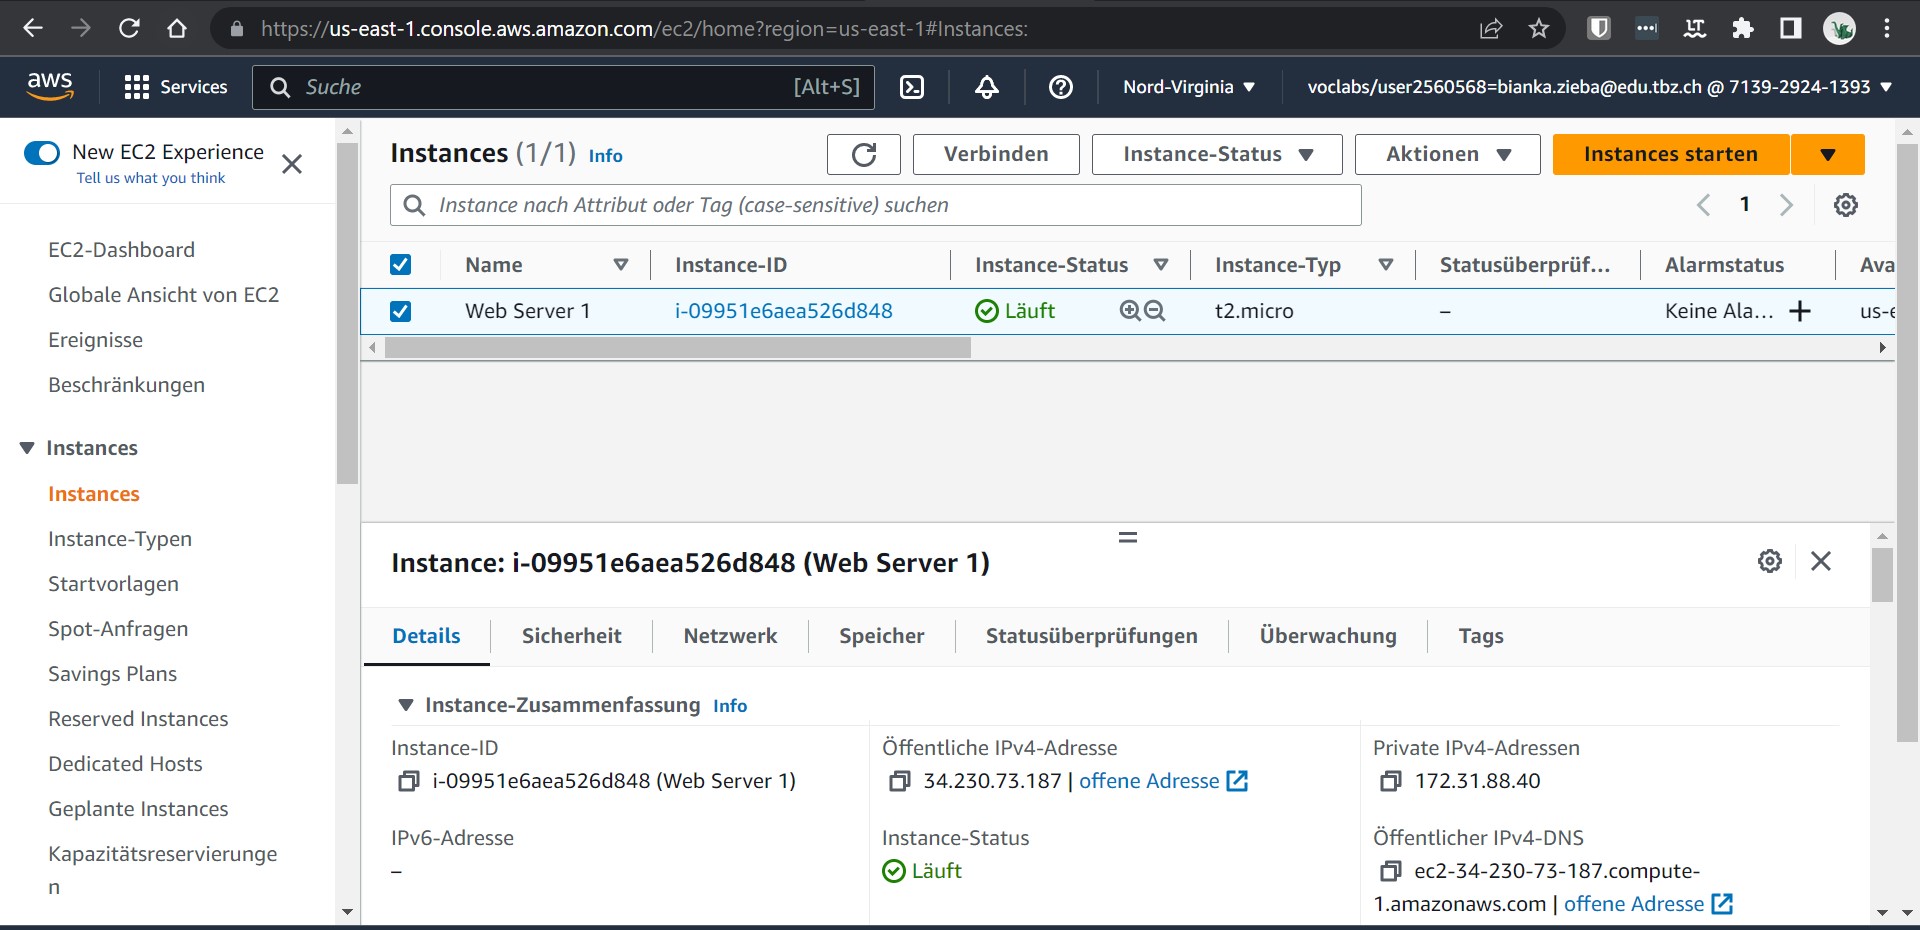 https://us-east-1.console.aws.amazon.com/ec2/home?region=us-east-1#Instances:
aws Services Suche [Alt+S] Nord-Virginia voclabs/user2560568=bianka.zieba@edu.tbz.ch @ 7139-2924-1393
New EC2 Experience
Tell us what you think
EC2-Dashboard
Globale Ansicht von EC2
Ereignisse
Beschränkungen
Instances
Instances
Instance-Typen
Startvorlagen
Spot-Anfragen
Savings Plans
Reserved Instances
Dedicated Hosts
Geplante Instances
Kapazitätsreservierunge
n
Instances (1/1) Info Verbinden Instance-Status Aktionen Instances starten
Instance nach Attribut oder Tag (case-sensitive) suchen 1
Name Instance-ID Instance-Status Instance-Typ Statusüberprüf... Alarmstatus Ava
Web Server 1 i-09951e6aea526d848 Läuft t2.micro – Keine Ala... + us-e
Instance: i-09951e6aea526d848 (Web Server 1)
Details Sicherheit Netzwerk Speicher Statusüberprüfungen Überwachung Tags
Instance-Zusammenfassung Info
Instance-ID
i-09951e6aea526d848 (Web Server 1)
Öffentliche IPv4-Adresse
34.230.73.187 | offene Adresse
Private IPv4-Adressen
172.31.88.40
IPv6-Adresse
–
Instance-Status
Läuft
Öffentlicher IPv4-DNS
ec2-34-230-73-187.compute-
1.amazonaws.com | offene Adresse